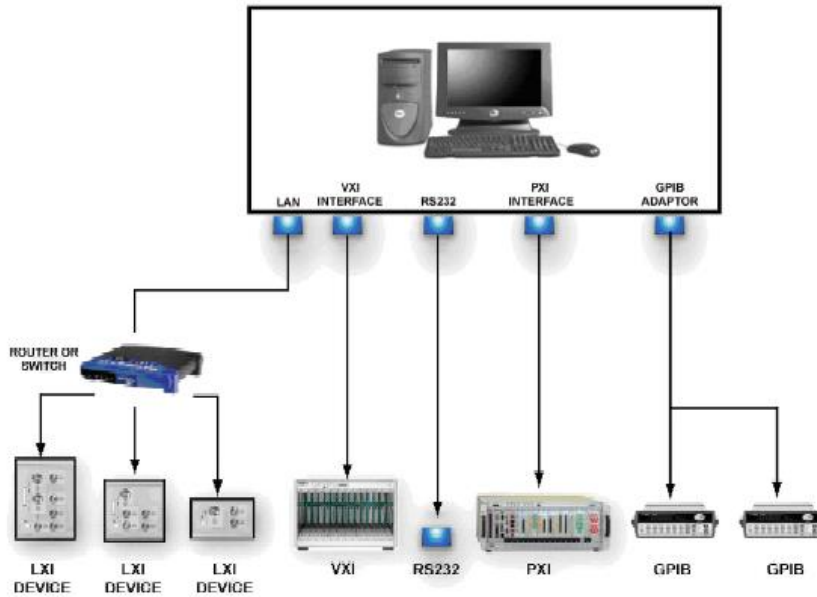 LAN
VXI
INTERFACE
RS232
PXI
INTERFACE
GPIB
ADAPTOR
ROUTER OR
SWITCH
LXI
DEVICE
LXI
DEVICE
LXI
DEVICE
VXI
RS232
PXI
GPIB
GPIB